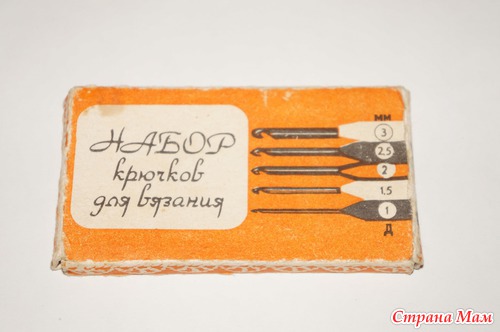 НАБОР
крючков
для вязания
мм
3
2.5
2
1.5
1
Д
Страна Мам